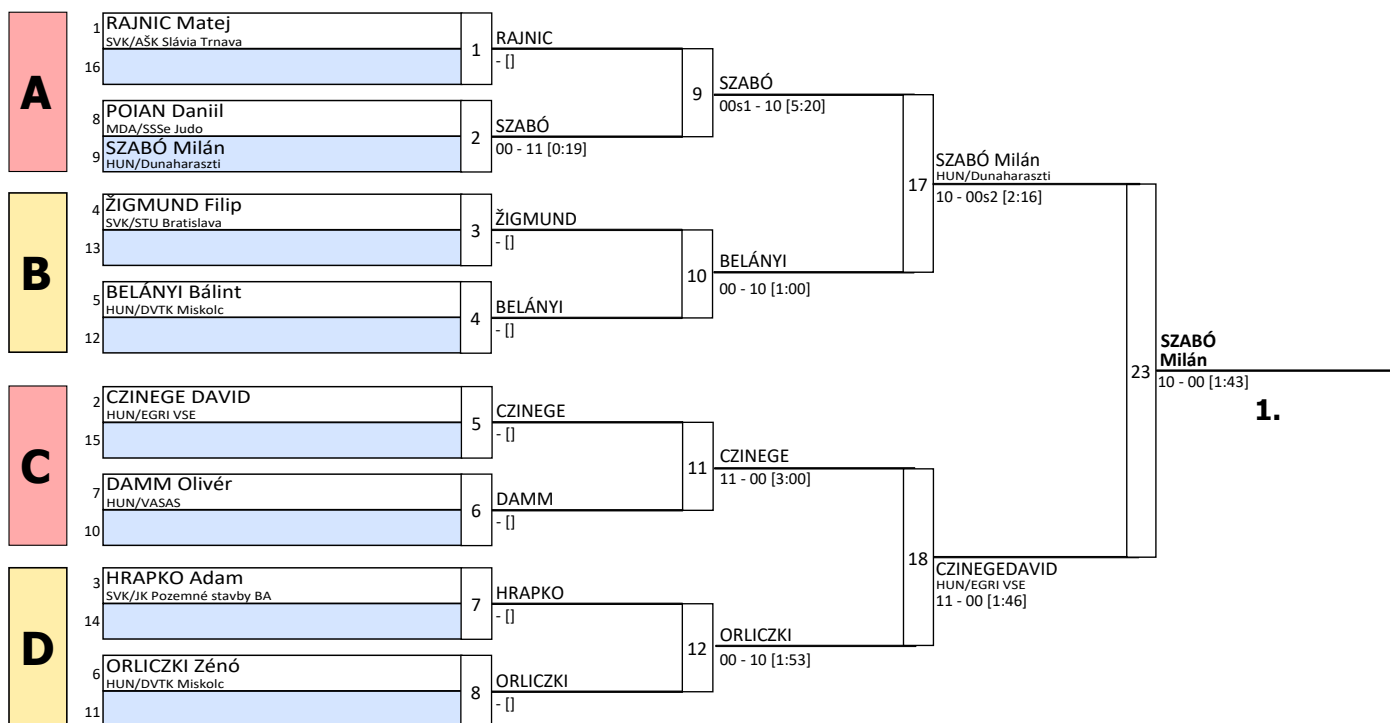 A
1 RAJNIC Matej
SVK/AŠK Slávia Trnava
16
1
RAJNIC
- []
8 POIAN Daniil
MDA/SSSe Judo
9 SZABÓ Milán
HUN/Dunaharaszti
2
SZABÓ
00 - 11 [0:19]
9
SZABÓ
00s1 - 10 [5:20]
B
4 ŽIGMUND Filip
SVK/STU Bratislava
13
3
ŽIGMUND
- []
5 BELÁNYI Bálint
HUN/DVTK Miskolc
12
4
BELÁNYI
- []
10
BELÁNYI
00 - 10 [1:00]
17
SZABÓ Milán
HUN/Dunaharaszti
10 - 00s2 [2:16]
C
2 CZINEGE DAVID
HUN/EGRI VSE
15
5
CZINEGE
- []
7 DAMM Olivér
HUN/VASAS
10
6
DAMM
- []
11
CZINEGE
11 - 00 [3:00]
D
3 HRAPKO Adam
SVK/JK Pozemné stavby BA
14
7
HRAPKO
- []
6 ORLICZKI Zénó
HUN/DVTK Miskolc
11
8
ORLICZKI
- []
12
ORLICZKI
00 - 10 [1:53]
18
CZINEGEDAVID
HUN/EGRI VSE
11 - 00 [1:46]
23
SZABÓ
Milán
10 - 00 [1:43]
1.